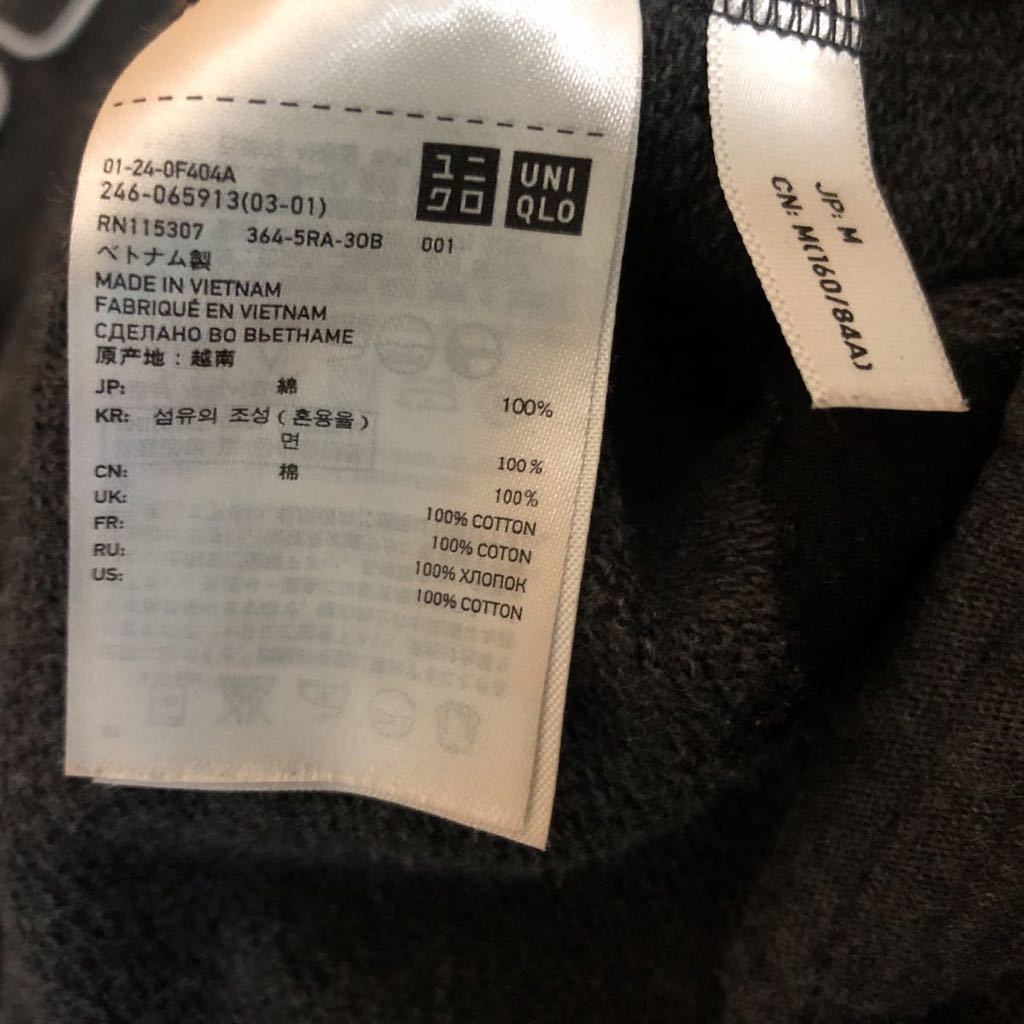 01-24-0F404A
246-065913(03-01)
RN115307 364-5RA-30B 001
ユニクロ
UNIQLO
ベトナム製
MADE IN VIETNAM
FABRIQUÉ EN VIETNAM
СДЕЛАНО ВО ВЬЕТНАМЕ
原产地：越南
JP: 綿 100%
KR: 섬유의 조성 ( 혼용율 )
면 100%
CN: 棉 100%
UK: 100% COTTON
FR: 100% COTON
RU: 100% ХЛОПОК
US: 100% COTTON
JP: M
CN: M(160/84A)